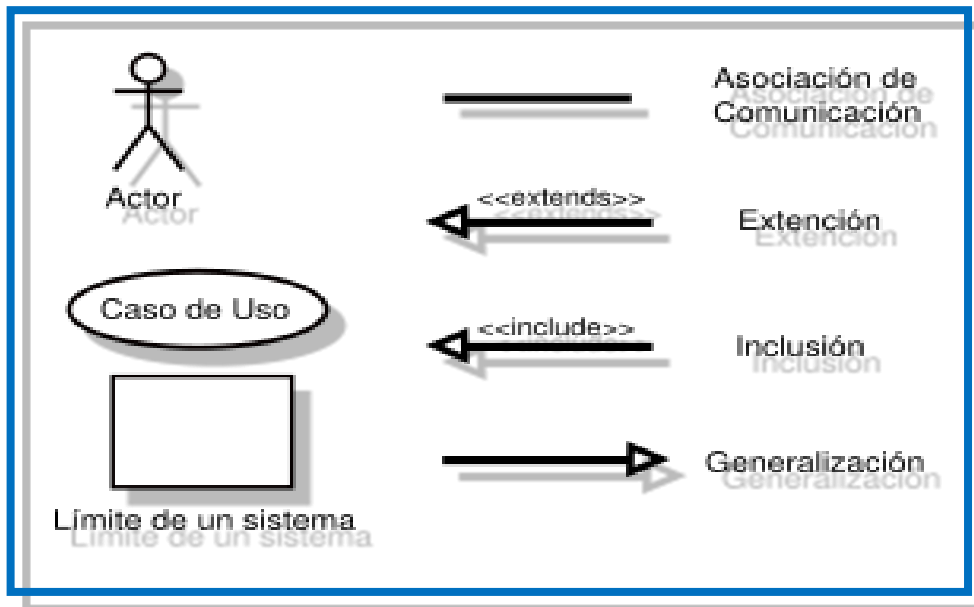 Actor
Caso de Uso
Límite de un sistema
Asociación de
Comunicación
<<extends>>
Extención
<<include>>
Inclusión
Generalización